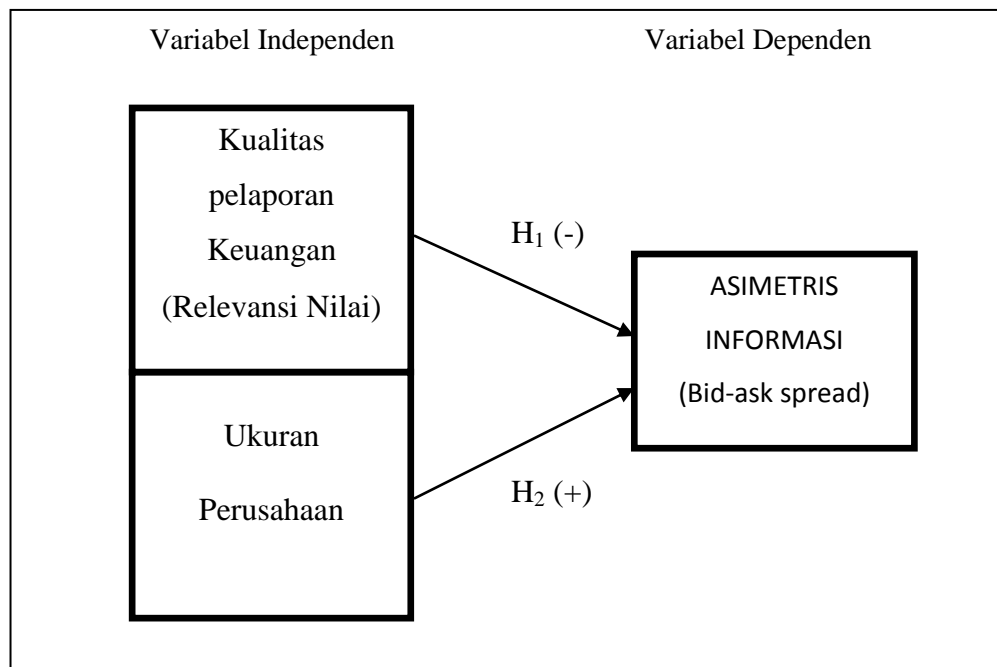 Variabel Independen
Variabel Dependen
Kualitas
pelaporan
Keuangan
(Relevansi Nilai)
H₁ (-)
ASIMETRIS
INFORMASI
(Bid-ask spread)
Ukuran
Perusahaan
H₂ (+)